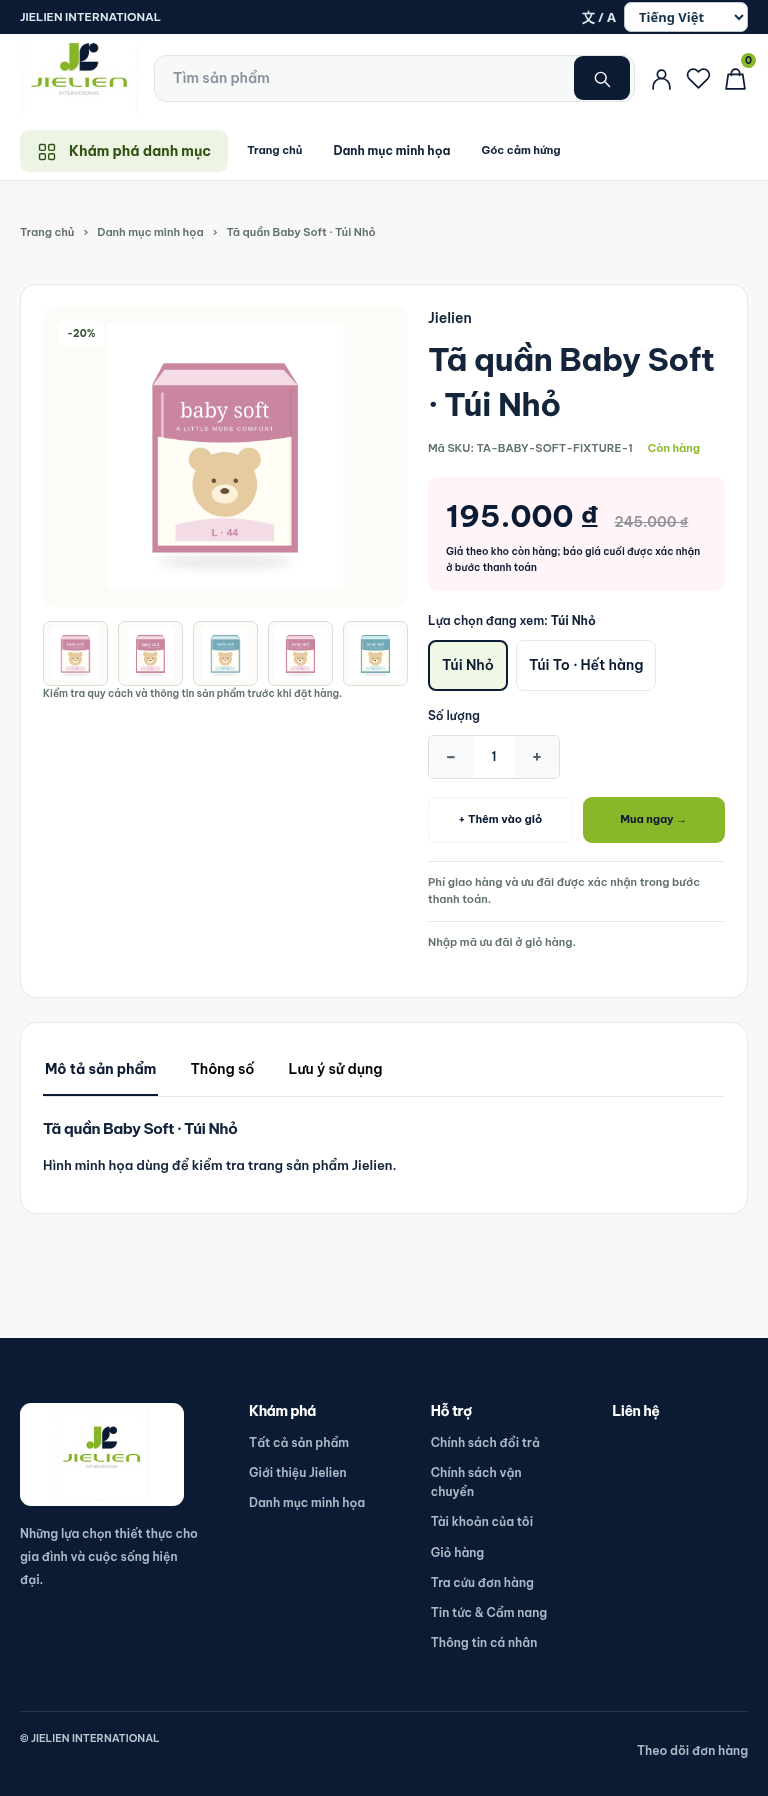 JIELIEN INTERNATIONAL
文 / A
Tiếng Việt
JIELIEN
INTERNATIONAL
Tìm sản phẩm
0
Khám phá danh mục
Trang chủ
Danh mục minh họa
Góc cảm hứng
Trang chủ › Danh mục minh họa › Tã quần Baby Soft · Túi Nhỏ
-20%
baby soft
A LITTLE MORE COMFORT
L · 44
Kiểm tra quy cách và thông tin sản phẩm trước khi đặt hàng.
Jielien
Tã quần Baby Soft
· Túi Nhỏ
Mã SKU: TA-BABY-SOFT-FIXTURE-1 Còn hàng
195.000 ₫ 245.000 ₫
Giá theo kho còn hàng; báo giá cuối được xác nhận
ở bước thanh toán
Lựa chọn đang xem: Túi Nhỏ
Túi Nhỏ
Túi To · Hết hàng
Số lượng
− 1 +
+ Thêm vào giỏ
Mua ngay →
Phí giao hàng và ưu đãi được xác nhận trong bước
thanh toán.
Nhập mã ưu đãi ở giỏ hàng.
Mô tả sản phẩm
Thông số
Lưu ý sử dụng
Tã quần Baby Soft · Túi Nhỏ
Hình minh họa dùng để kiểm tra trang sản phẩm Jielien.
JIELIEN
INTERNATIONAL
Những lựa chọn thiết thực cho
gia đình và cuộc sống hiện
đại.
Khám phá
Tất cả sản phẩm
Giới thiệu Jielien
Danh mục minh họa
Hỗ trợ
Chính sách đổi trả
Chính sách vận
chuyển
Tài khoản của tôi
Giỏ hàng
Tra cứu đơn hàng
Tin tức & Cẩm nang
Thông tin cá nhân
Liên hệ
© JIELIEN INTERNATIONAL
Theo dõi đơn hàng